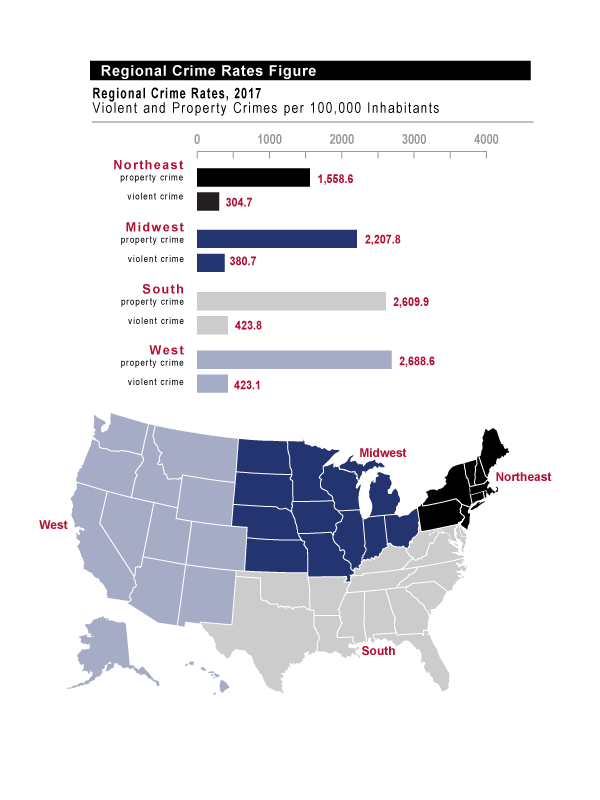 Regional Crime Rates Figure
Regional Crime Rates, 2017
Violent and Property Crimes per 100,000 Inhabitants
0 1000 2000 3000 4000
Northeast
property crime 1,558.6
violent crime 304.7
Midwest
property crime 2,207.8
violent crime 380.7
South
property crime 2,609.9
violent crime 423.8
West
property crime 2,688.6
violent crime 423.1
Midwest
Northeast
West
South